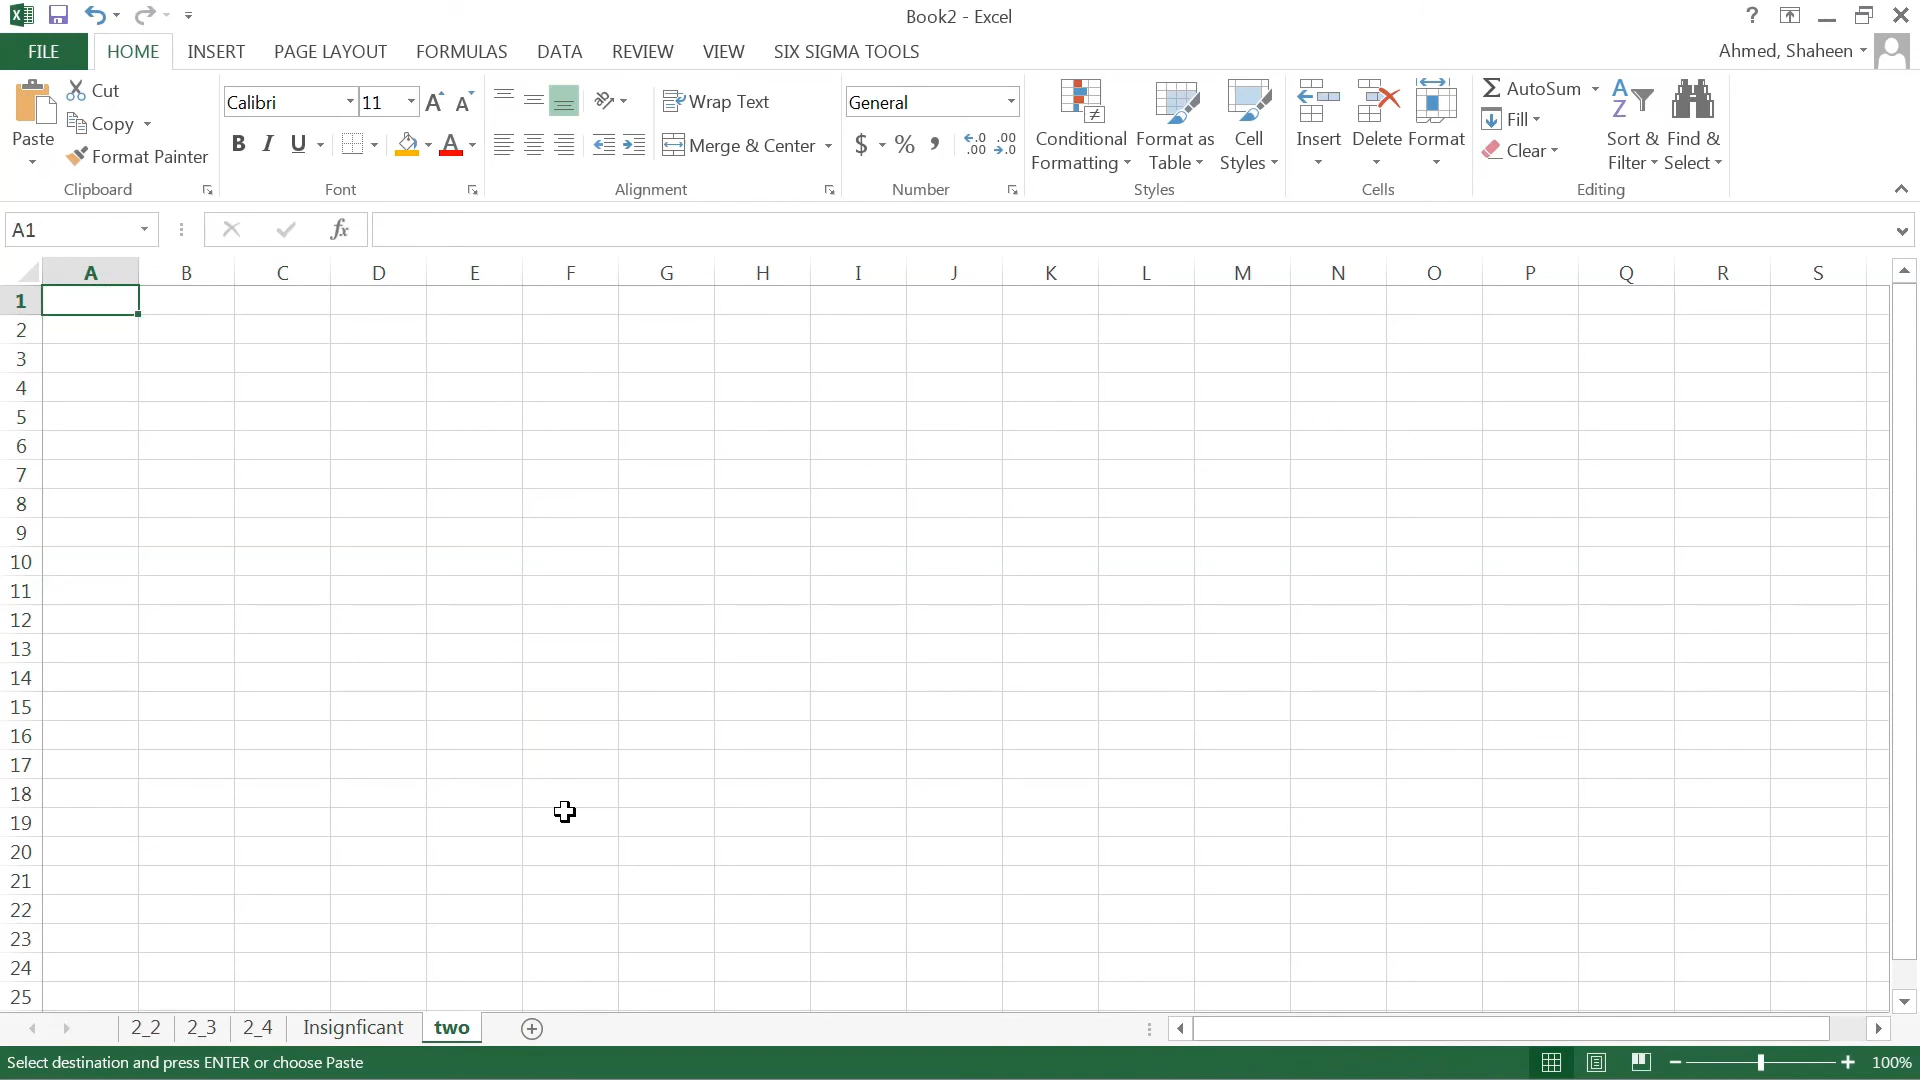 Book2 - Excel
?
FILE HOME INSERT PAGE LAYOUT FORMULAS DATA REVIEW VIEW SIX SIGMA TOOLS
Ahmed, Shaheen
Paste
Cut
Copy
Format Painter
Clipboard
Calibri 11
B I U A
Font
Wrap Text
Merge & Center
Alignment
General
$ % ,
Number
Conditional Formatting
Format as Table
Cell Styles
Styles
Insert Delete Format
Cells
AutoSum
Fill
Clear
Sort & Filter
Find & Select
Editing
A1
fx
A B C D E F G H I J K L M N O P Q R S
1
2
3
4
5
6
7
8
9
10
11
12
13
14
15
16
17
18
19
20
21
22
23
24
25
2_2 2_3 2_4 Insignficant two
Select destination and press ENTER or choose Paste
100%